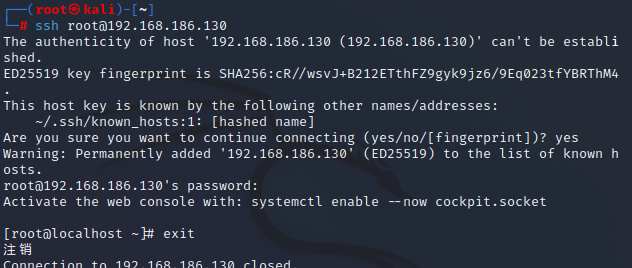 ┌──(root㉿kali)-[~]
└─# ssh root@192.168.186.130
The authenticity of host '192.168.186.130 (192.168.186.130)' can't be establi
shed.
ED25519 key fingerprint is SHA256:cR//wsvJ+B212ETthFZ9gyk9jz6/9Eq023tfYBRThM4
.
This host key is known by the following other names/addresses:
    ~/.ssh/known_hosts:1: [hashed name]
Are you sure you want to continue connecting (yes/no/[fingerprint])? yes
Warning: Permanently added '192.168.186.130' (ED25519) to the list of known h
osts.
root@192.168.186.130's password:
Activate the web console with: systemctl enable --now cockpit.socket
[root@localhost ~]# exit
注销
Connection to 192.168.186.130 closed.